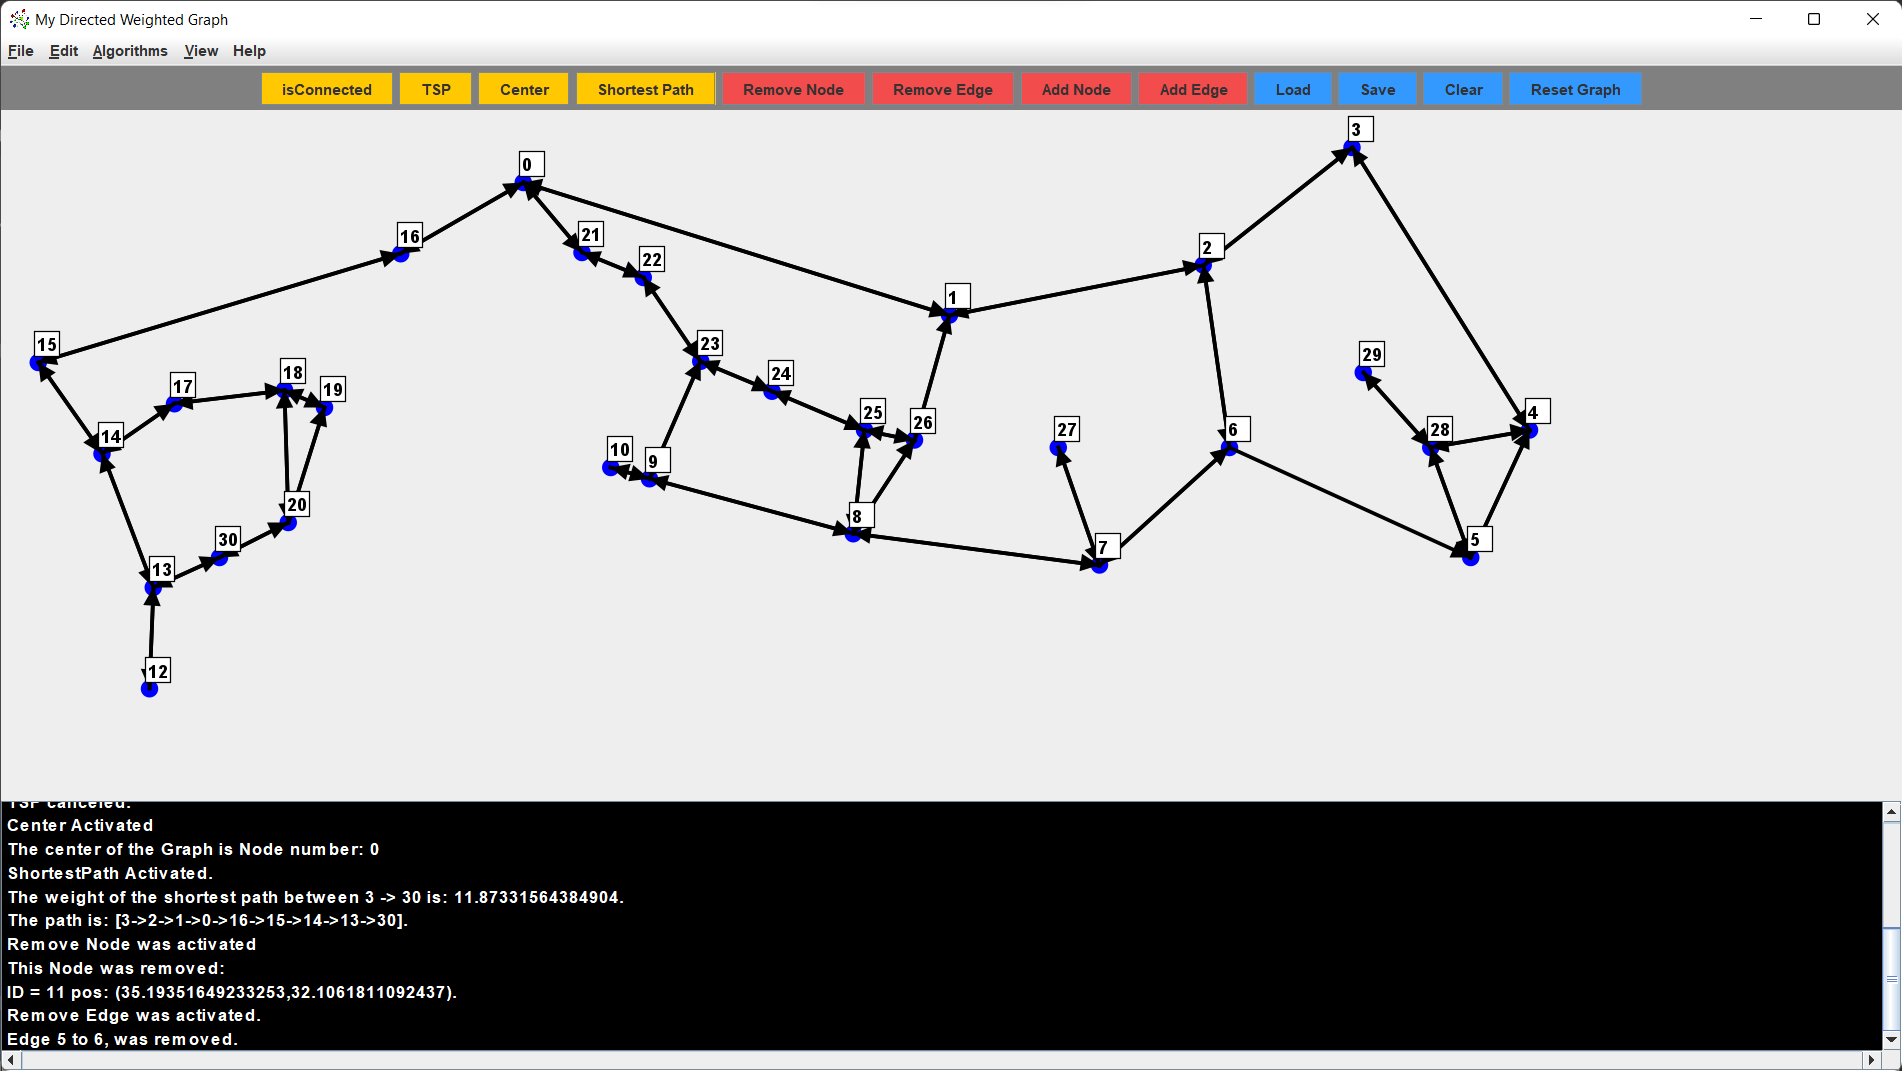 My Directed Weighted Graph
File Edit Algorithms View Help
isConnected TSP Center Shortest Path Remove Node Remove Edge Add Node Add Edge Load Save Clear Reset Graph
3
0
16
21
2
22
1
15
23
29
18
24
17
19
25
4
26
27
28
6
14
10
9
20
8
30
5
7
13
12
TSP canceled.
Center Activated
The center of the Graph is Node number: 0
ShortestPath Activated.
The weight of the shortest path between 3 -> 30 is: 11.87331564384904.
The path is: [3->2->1->0->16->15->14->13->30].
Remove Node was activated
This Node was removed:
ID = 11 pos: (35.19351649233253,32.1061811092437).
Remove Edge was activated.
Edge 5 to 6, was removed.